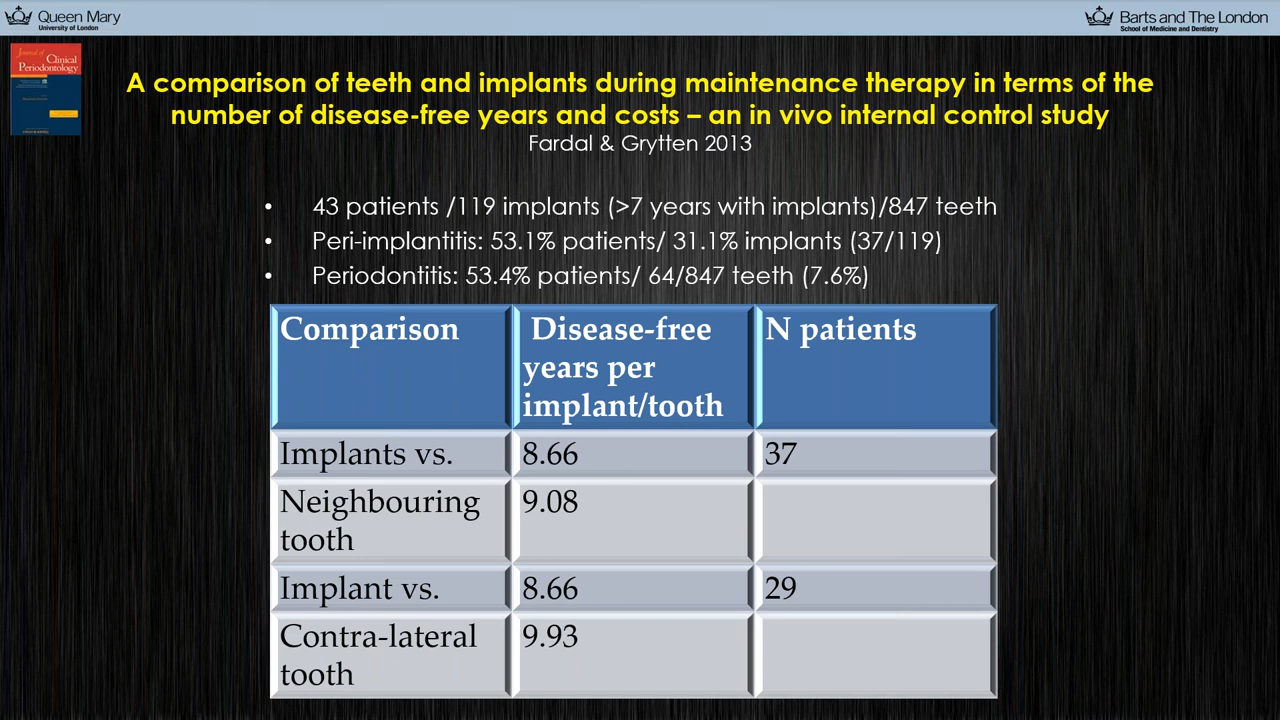 Queen Mary
University of London
Barts and The London
School of Medicine and Dentistry
Journal of
Clinical
Periodontology
A comparison of teeth and implants during maintenance therapy in terms of the
number of disease-free years and costs – an in vivo internal control study
Fardal & Grytten 2013
• 43 patients /119 implants (>7 years with implants)/847 teeth
• Peri-implantitis: 53.1% patients/ 31.1% implants (37/119)
• Periodontitis: 53.4% patients/ 64/847 teeth (7.6%)
Comparison
Disease-free
years per
implant/tooth
N patients
Implants vs.
8.66
37
Neighbouring
tooth
9.08
Implant vs.
8.66
29
Contra-lateral
tooth
9.93